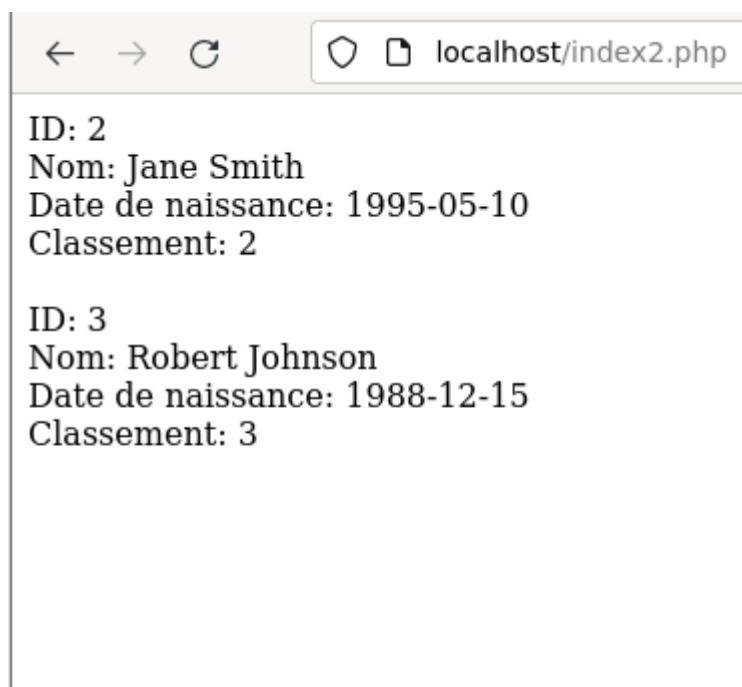 localhost/index2.php
ID: 2
Nom: Jane Smith
Date de naissance: 1995-05-10
Classement: 2
ID: 3
Nom: Robert Johnson
Date de naissance: 1988-12-15
Classement: 3